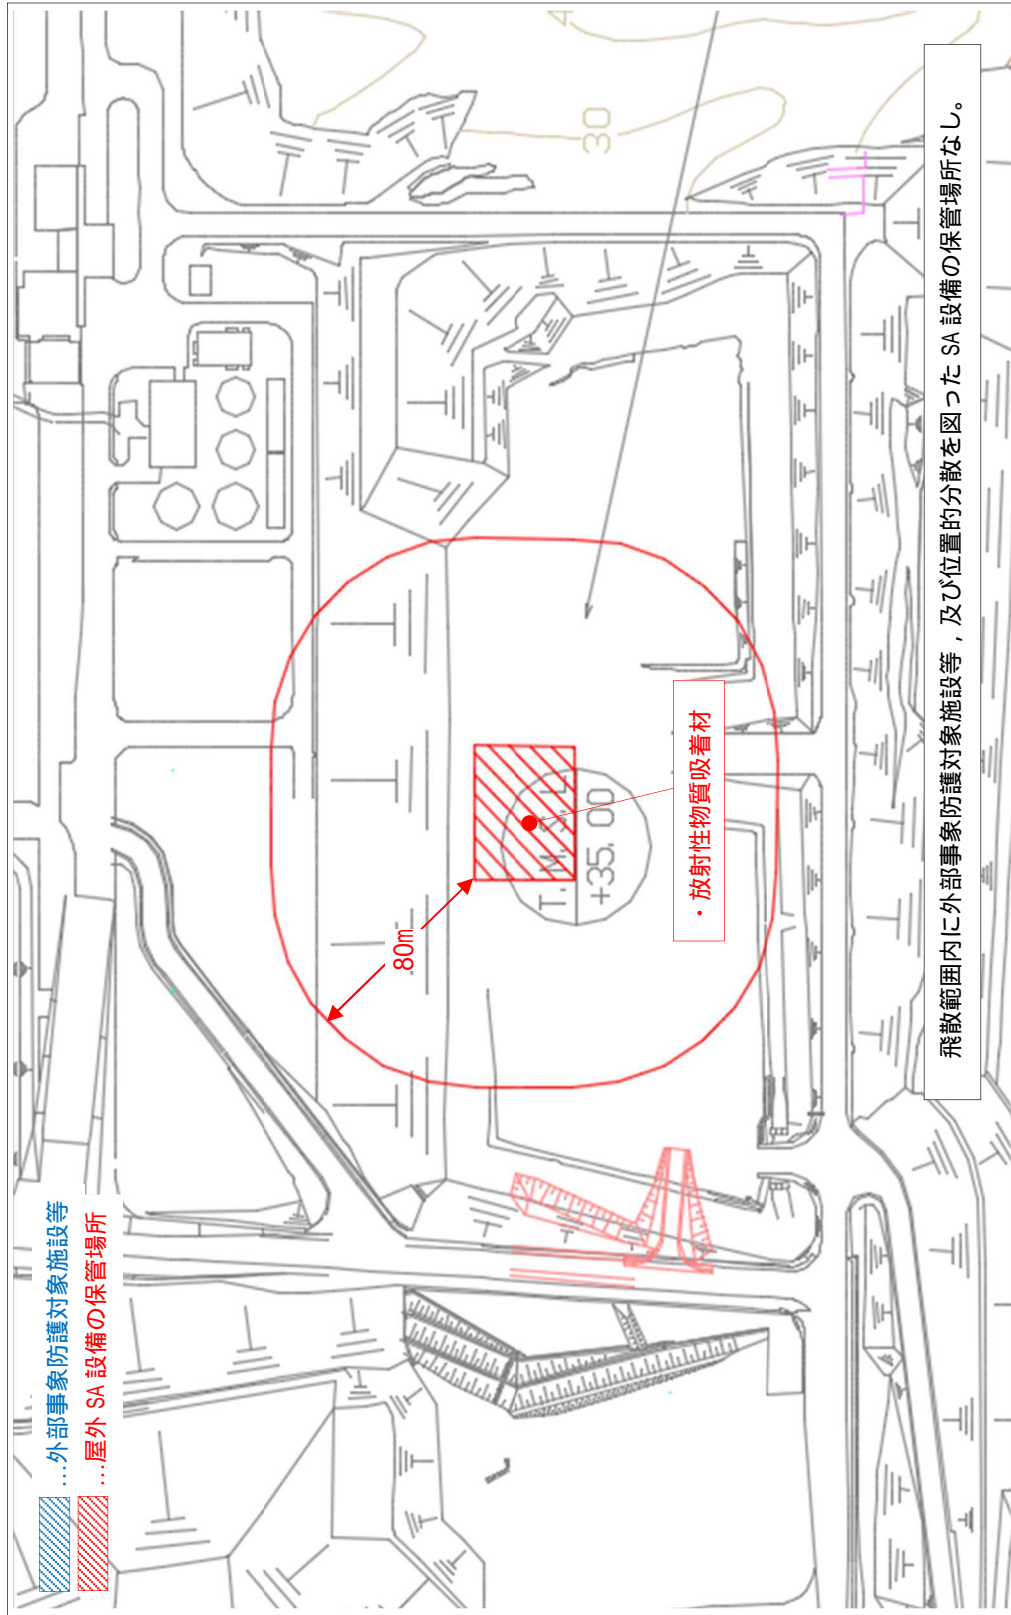 …外部事象防護対象施設等
…屋外 SA 設備の保管場所
80m
T. M. S. L
+35. 00
・放射性物質吸着材
30
飛散範囲内に外部事象防護対象施設等，及び位置的分散を図った SA 設備の保管場所なし。